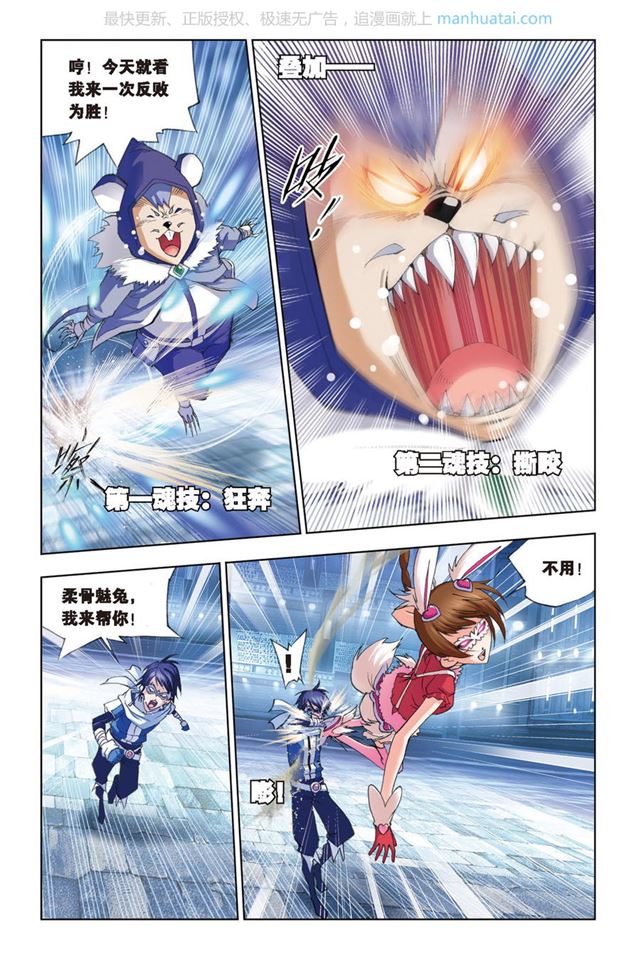 最快更新、正版授权、极速无广告，追漫画就上 manhuatai.com
哼！今天就看
我来一次反败
为胜！
第一魂技：狂奔
叠加——
吱！
第二魂技：撕咬
柔骨魅兔，
我来帮你！
！
嘭！
不用！